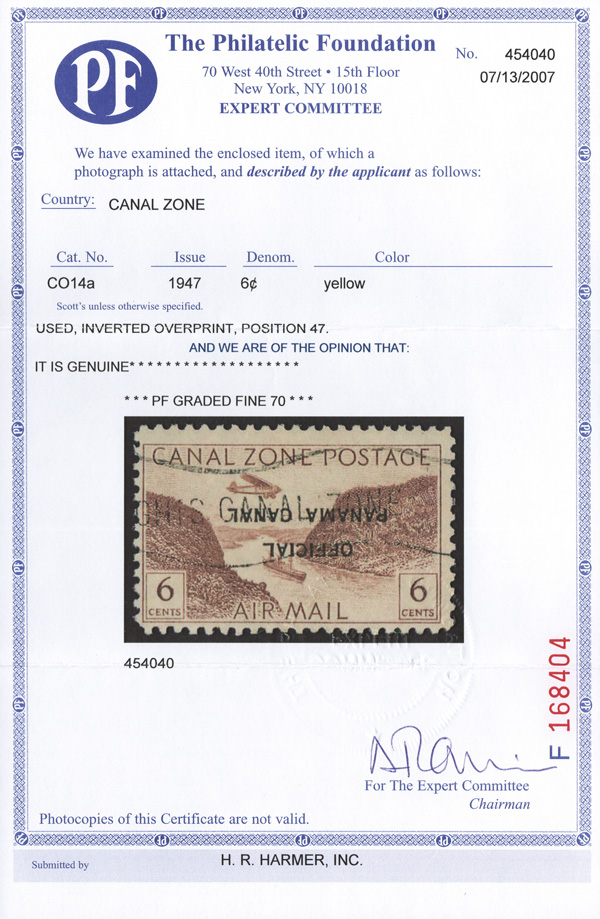 PF
The Philatelic Foundation
70 West 40th Street • 15th Floor
New York, NY 10018
EXPERT COMMITTEE
No. 454040
07/13/2007
We have examined the enclosed item, of which a
photograph is attached, and described by the applicant as follows:
Country: CANAL ZONE
Cat. No. Issue Denom. Color
CO14a 1947 6¢ yellow
Scott's unless otherwise specified.
USED, INVERTED OVERPRINT, POSITION 47.
AND WE ARE OF THE OPINION THAT:
IT IS GENUINE* * * * * * * * * * * * * * * * * * *
* * * PF GRADED FINE 70 * * *
CANAL ZONE POSTAGE
CANAL ZONE
OFFICIAL
PANAMA CANAL
6 CENTS
AIR MAIL
6 CENTS
454040
F 168404
For The Expert Committee
Chairman
Photocopies of this Certificate are not valid.
Submitted by H. R. HARMER, INC.